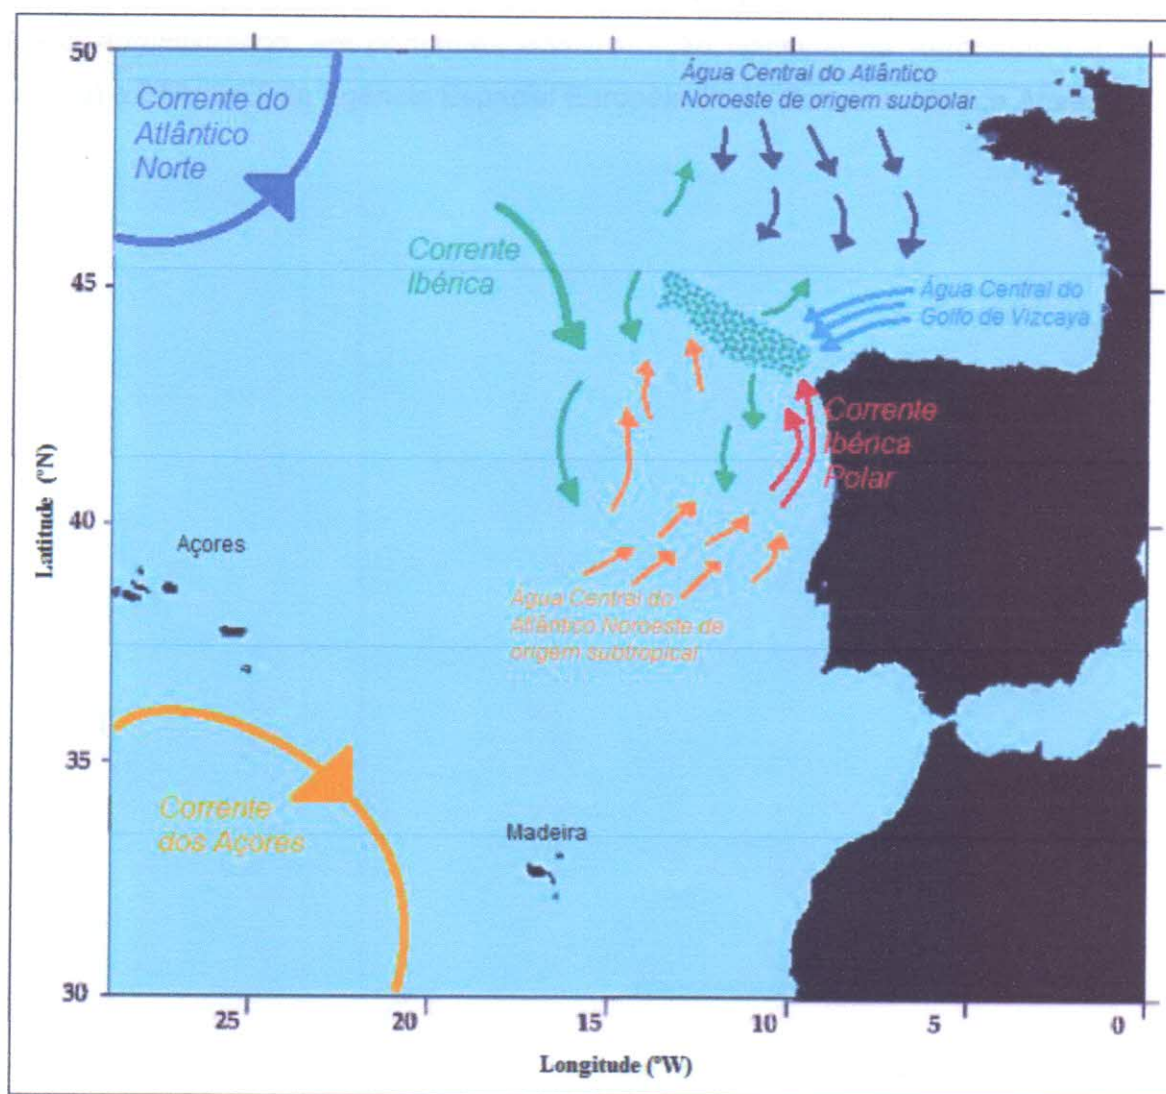 50
Água Central do Atlântico
Noroeste de origem subpolar
Corrente do
Atlântico
Norte
Corrente
Ibérica
45
Água Central do
Golfo de Vizcaya
Corrente
Ibérica
Polar
Latitude (°N)
40
Açores
Água Central do
Atlântico Noroeste de
origem subtropical
35
Corrente
dos Açores
Madeira
30
25
20
15
10
5
0
Longitude (°W)